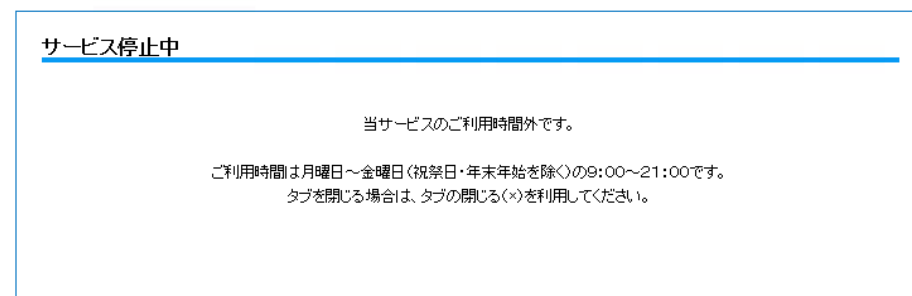 サービス停止中
当サービスのご利用時間外です。
ご利用時間は月曜日～金曜日(祝祭日・年末年始を除く)の9:00～21:00です。
タブを閉じる場合は、タブの閉じる(×)を利用してください。